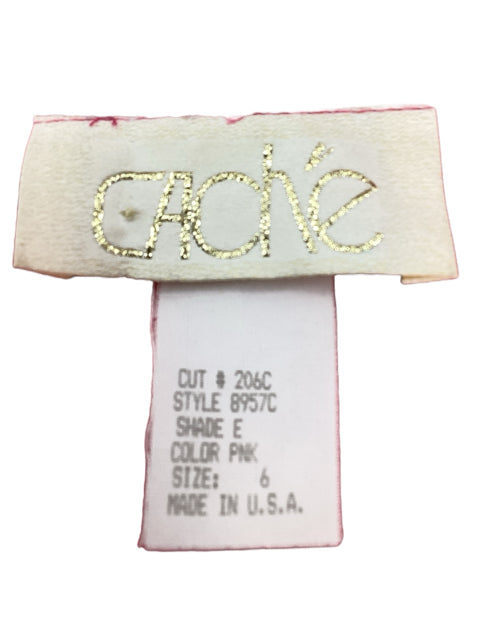 CAché
CUT # 206C
STYLE 8957C
SHADE E
COLOR PNK
SIZE: 6
MADE IN U.S.A.